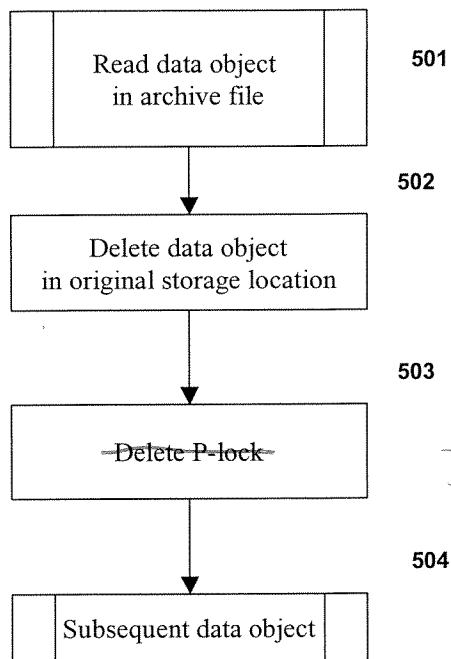 501
Read data object
in archive file
502
Delete data object
in original storage location
503
Delete P-lock
504
Subsequent data object